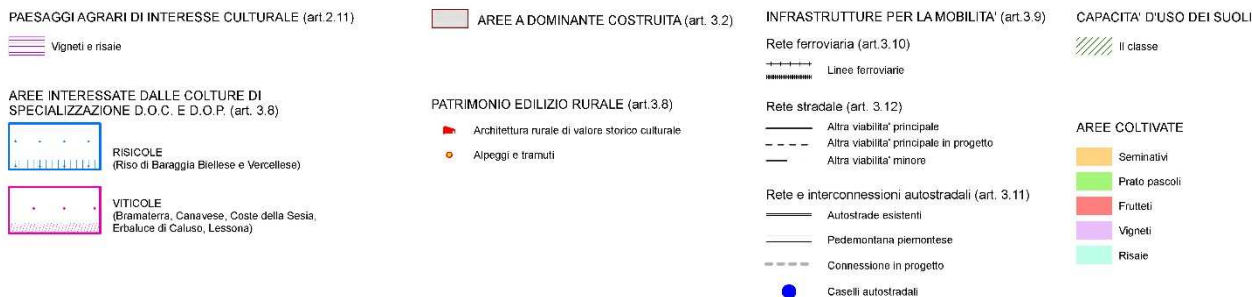 PAESAGGI AGRARI DI INTERESSE CULTURALE (art.2.11)
Vigneti e risaie
AREE INTERESSATE DALLE COLTURE DI
SPECIALIZZAZIONE D.O.C. E D.O.P. (art. 3.8)
RISICOLE
(Riso di Baraggia Biellese e Vercellese)
VITICOLE
(Bramaterra, Canavese, Coste della Sesia,
Erbaluce di Caluso, Lessona)
AREE A DOMINANTE COSTRUITA (art. 3.2)
PATRIMONIO EDILIZIO RURALE (art.3.8)
Architettura rurale di valore storico culturale
Alpeggi e tramuti
INFRASTRUTTURE PER LA MOBILITA' (art.3.9)
Rete ferroviaria (art.3.10)
Linee ferroviarie
Rete stradale (art. 3.12)
Altra viabilita' principale
Altra viabilita' principale in progetto
Altra viabilita' minore
Rete e interconnessioni autostradali (art. 3.11)
Autostrade esistenti
Pedemontana piemontese
Connessione in progetto
Caselli autostradali
CAPACITA' D'USO DEI SUOLI
II classe
AREE COLTIVATE
Seminativi
Prato pascoli
Frutteti
Vigneti
Risaie